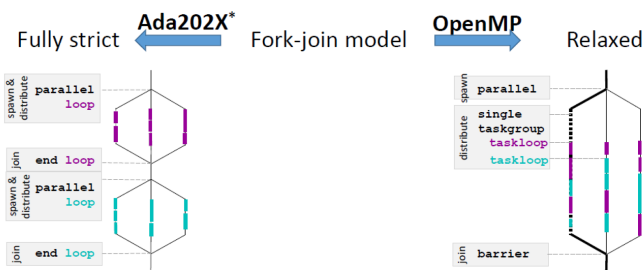 Ada202X*
OpenMP
Fully strict
Fork-join model
Relaxed
spawn &
distribute
parallel
loop
join
end loop
spawn &
distribute
parallel
loop
join
end loop
spawn
parallel
distribute
single
taskgroup
taskloop
taskloop
join
barrier